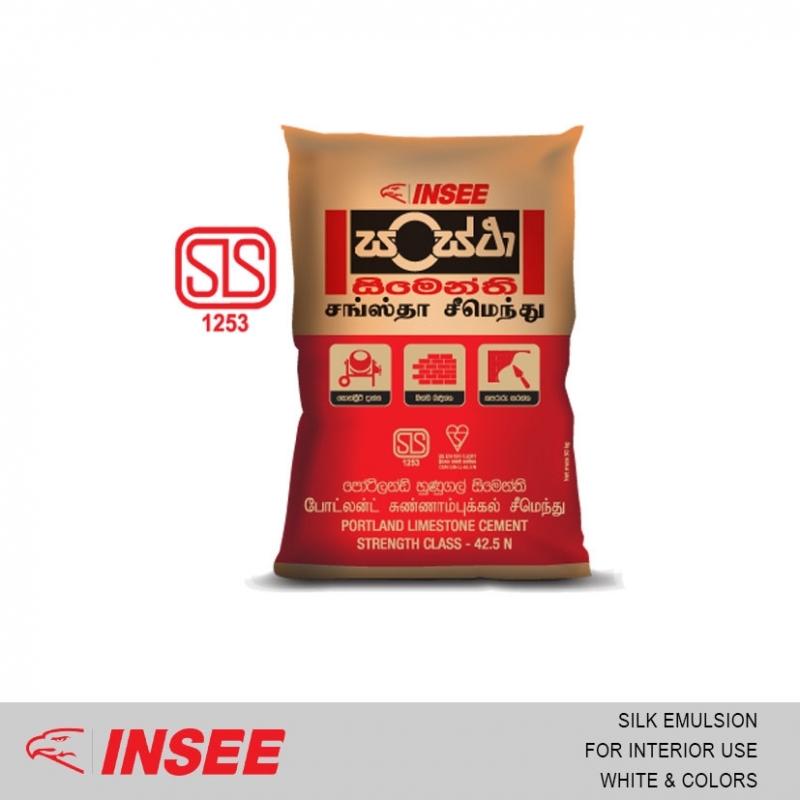 INSEE
සංස්ථා
සිමෙන්ති
சங்ஸ்தா சீமெந்து
SLS
1253
SLS
1253
පෝට්ලන්ඩ් හුණුගල් සිමෙන්ති
போட்லன்ட் சுண்ணாம்புக்கல் சீமெந்து
PORTLAND LIMESTONE CEMENT
STRENGTH CLASS - 42.5 N
INSEE
SILK EMULSION
FOR INTERIOR USE
WHITE & COLORS